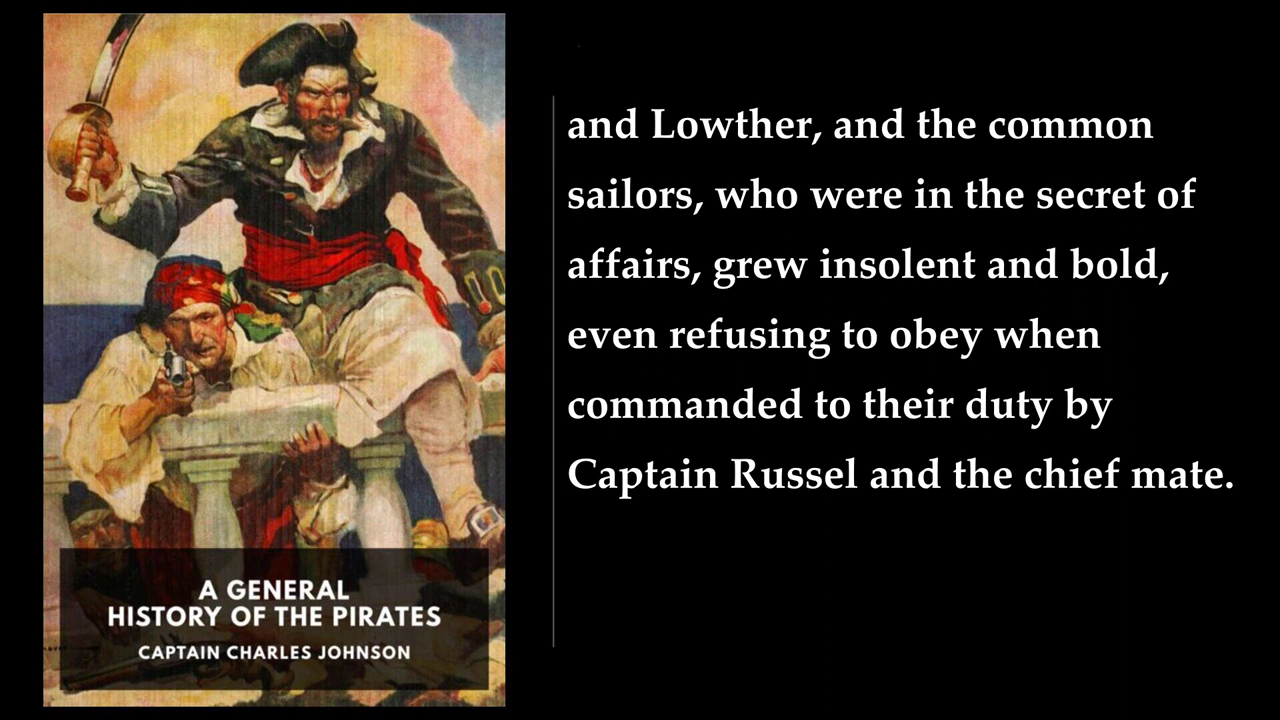 and Lowther, and the common
sailors, who were in the secret of
affairs, grew insolent and bold,
even refusing to obey when
commanded to their duty by
Captain Russel and the chief mate.
A GENERAL
HISTORY OF THE PIRATES
CAPTAIN CHARLES JOHNSON